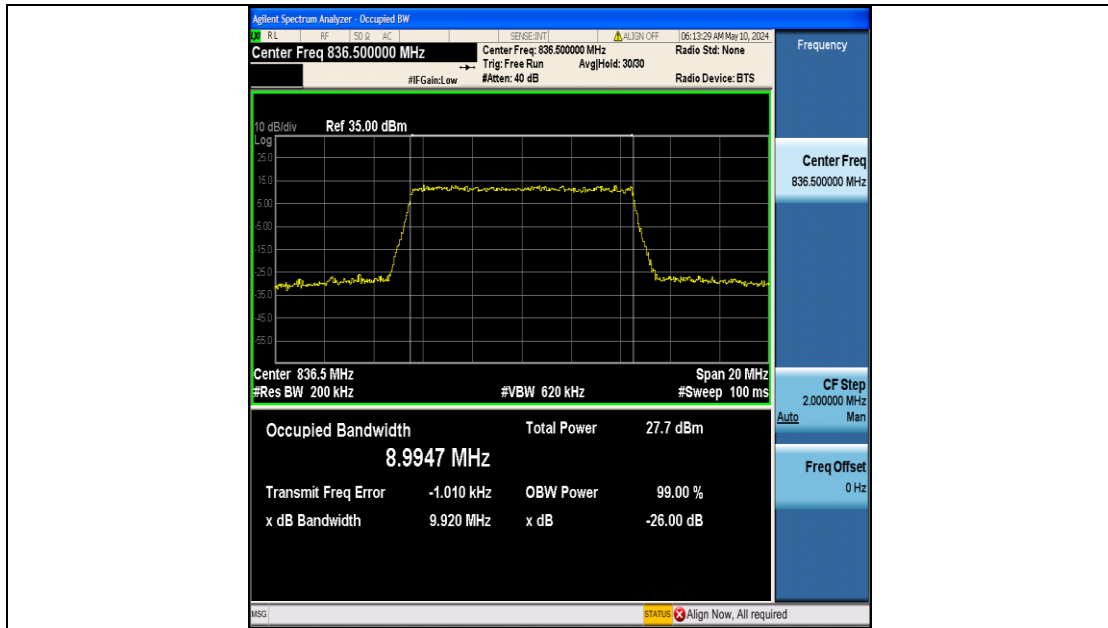 Agilent Spectrum Analyzer - Occupied BW
RL RF 50 Ω AC SENSE:INT ALIGN OFF 06:13:29 AM May 10, 2024
Center Freq 836.500000 MHz
Center Freq: 836.500000 MHz Radio Std: None
Trig: Free Run Avg|Hold: 30/30
#IFGain:Low #Atten: 40 dB Radio Device: BTS
10 dB/div Ref 35.00 dBm
Log
25.0
15.0
5.00
-5.00
-15.0
-25.0
-35.0
-45.0
-55.0
Center 836.5 MHz Span 20 MHz
#Res BW 200 kHz #VBW 620 kHz #Sweep 100 ms
Occupied Bandwidth Total Power 27.7 dBm
8.9947 MHz
Transmit Freq Error -1.010 kHz OBW Power 99.00 %
x dB Bandwidth 9.920 MHz x dB -26.00 dB
MSG STATUS Align Now, All required
Frequency
Center Freq
836.500000 MHz
CF Step
2.000000 MHz
Auto Man
Freq Offset
0 Hz